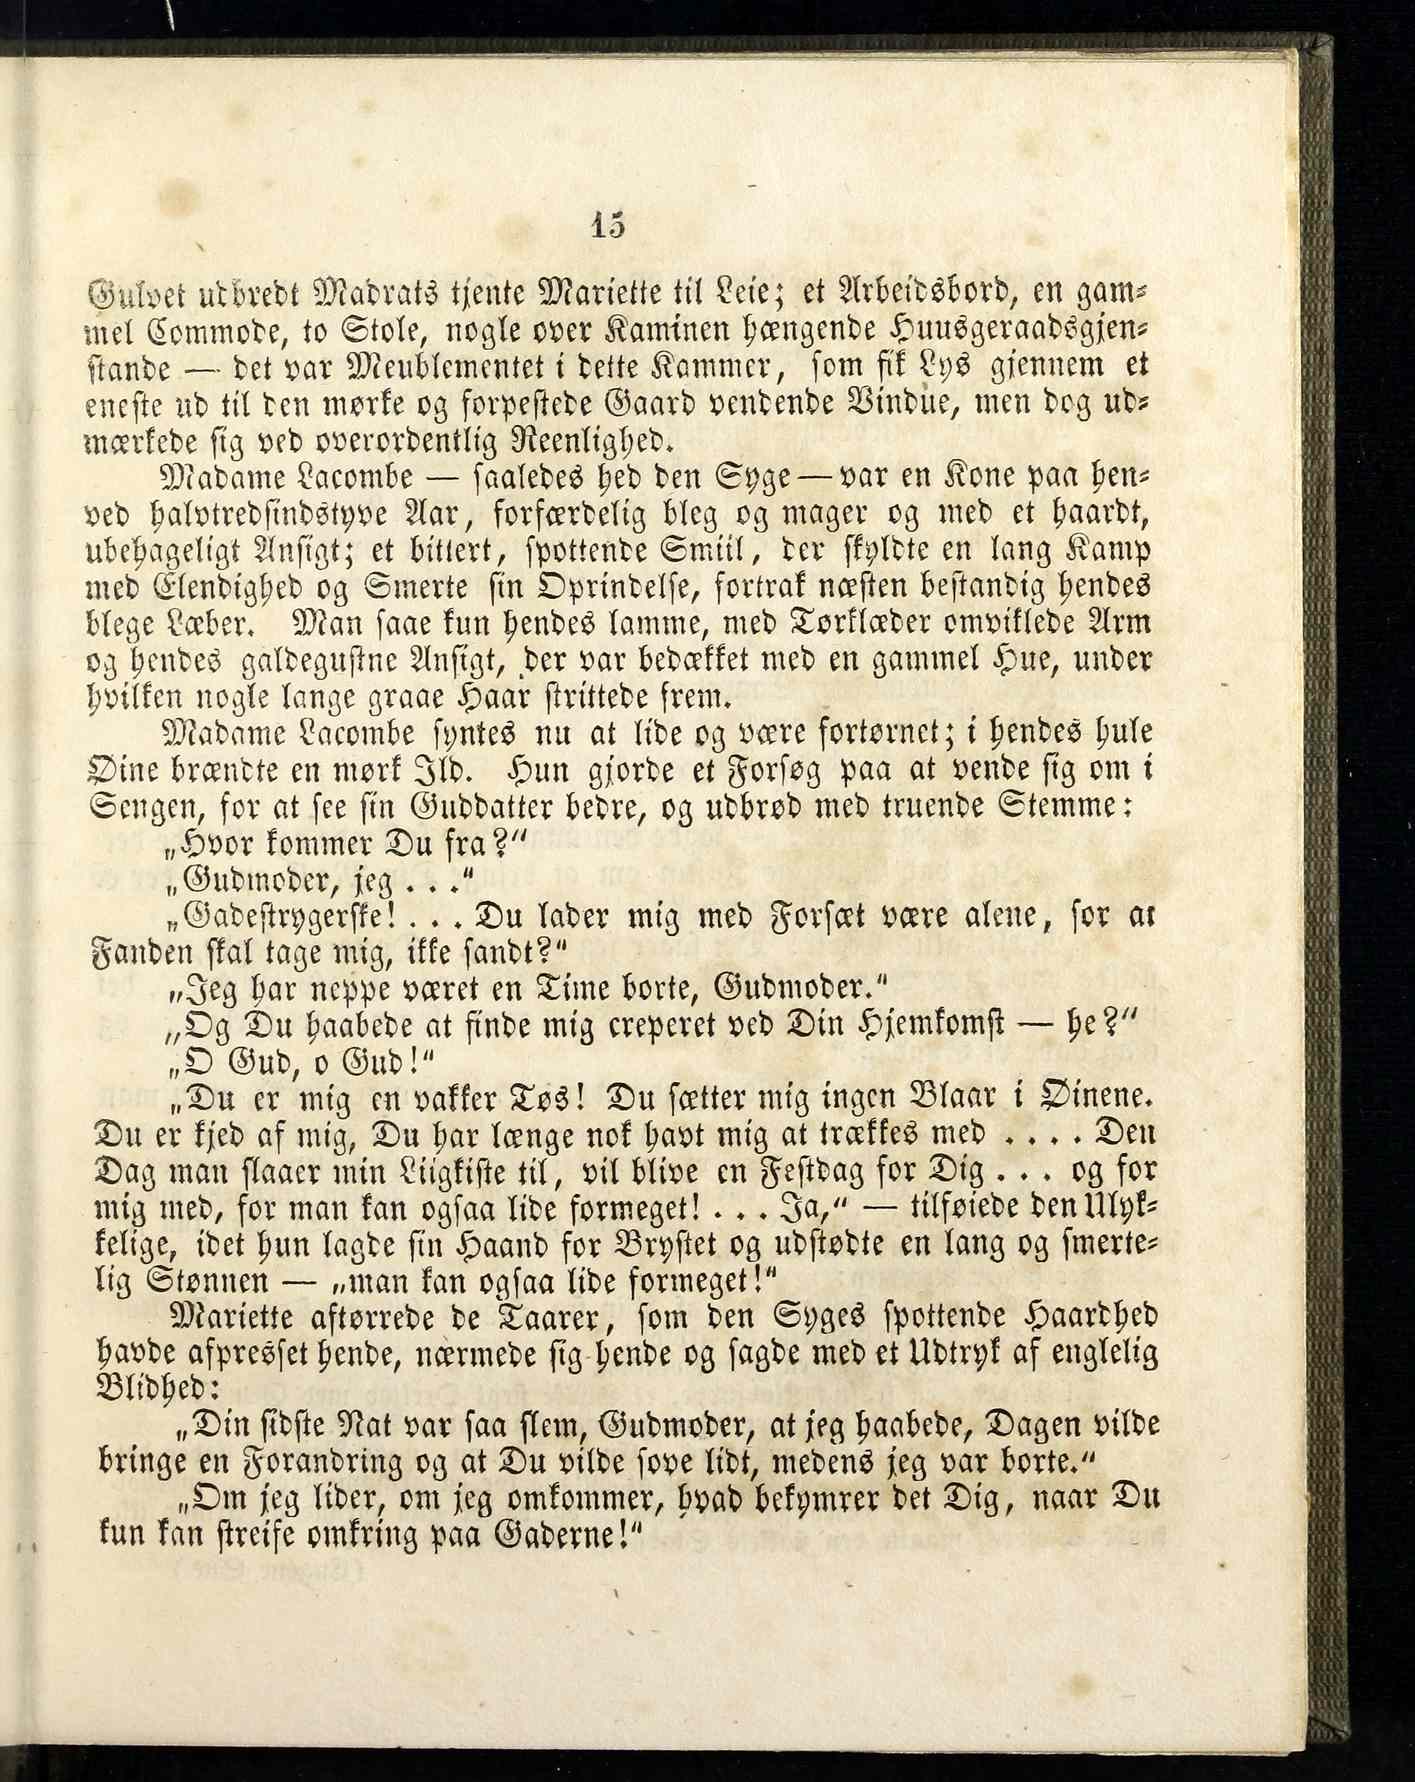 15
Gulvet udbredt Madrats tjente Mariette til Leie; et Arbeidsbord, en gam-
mel Commode, to Stole, nogle over Kaminen hængende Huusgeraadsgjen-
stande — det var Meublementet i dette Kammer, som fik Lys gjennem et
eneste ud til den mørke og forpestede Gaard vendende Vindue, men dog ud-
mærkede sig ved overordentlig Reenlighed.
Madame Lacombe — saaledes hed den Syge — var en Kone paa hen-
ved halvtredsindstyve Aar, forfærdelig bleg og mager og med et haardt,
ubehageligt Ansigt; et bittert, spottende Smiil, der skyldte en lang Kamp
med Elendighed og Smerte sin Oprindelse, fortrak næsten bestandig hendes
blege Læber. Man saae kun hendes lamme, med Tørklæder omviklede Arm
og hendes galdegustne Ansigt, der var bedækket med en gammel Hue, under
hvilken nogle lange graae Haar strittede frem.
Madame Lacombe syntes nu at lide og være fortørnet; i hendes hule
Øine brændte en mørk Ild. Hun gjorde et Forsøg paa at vende sig om i
Sengen, for at see sin Guddatter bedre, og udbrød med truende Stemme:
„Hvor kommer Du fra?“
„Gudmoder, jeg . . .“
„Gadestrygerske! . . . Du lader mig med Forsæt være alene, for at
Fanden skal tage mig, ikke sandt?“
„Jeg har neppe været en Time borte, Gudmoder.“
„Og Du haabede at finde mig creperet ved Din Hjemkomst — he?“
„O Gud, o Gud!“
„Du er mig en vakker Tøs! Du sætter mig ingen Blaar i Øinene.
Du er kjed af mig, Du har længe nok havt mig at trækkes med . . . . Den
Dag man slaaer min Liigkiste til, vil blive en Festdag for Dig . . . og for
mig med, for man kan ogsaa lide formeget! . . . Ja,“ — tilføiede den Ulyk-
kelige, idet hun lagde sin Haand for Brystet og udstødte en lang og smerte-
lig Stønnen — „man kan ogsaa lide formeget!“
Mariette aftørrede de Taarer, som den Syges spottende Haardhed
havde afpresset hende, nærmede sig hende og sagde med et Udtryk af englelig
Blidhed:
„Din sidste Nat var saa slem, Gudmoder, at jeg haabede, Dagen vilde
bringe en Forandring og at Du vilde sove lidt, medens jeg var borte.“
„Om jeg lider, om jeg omkommer, hvad bekymrer det Dig, naar Du
kun kan streife omkring paa Gaderne!“